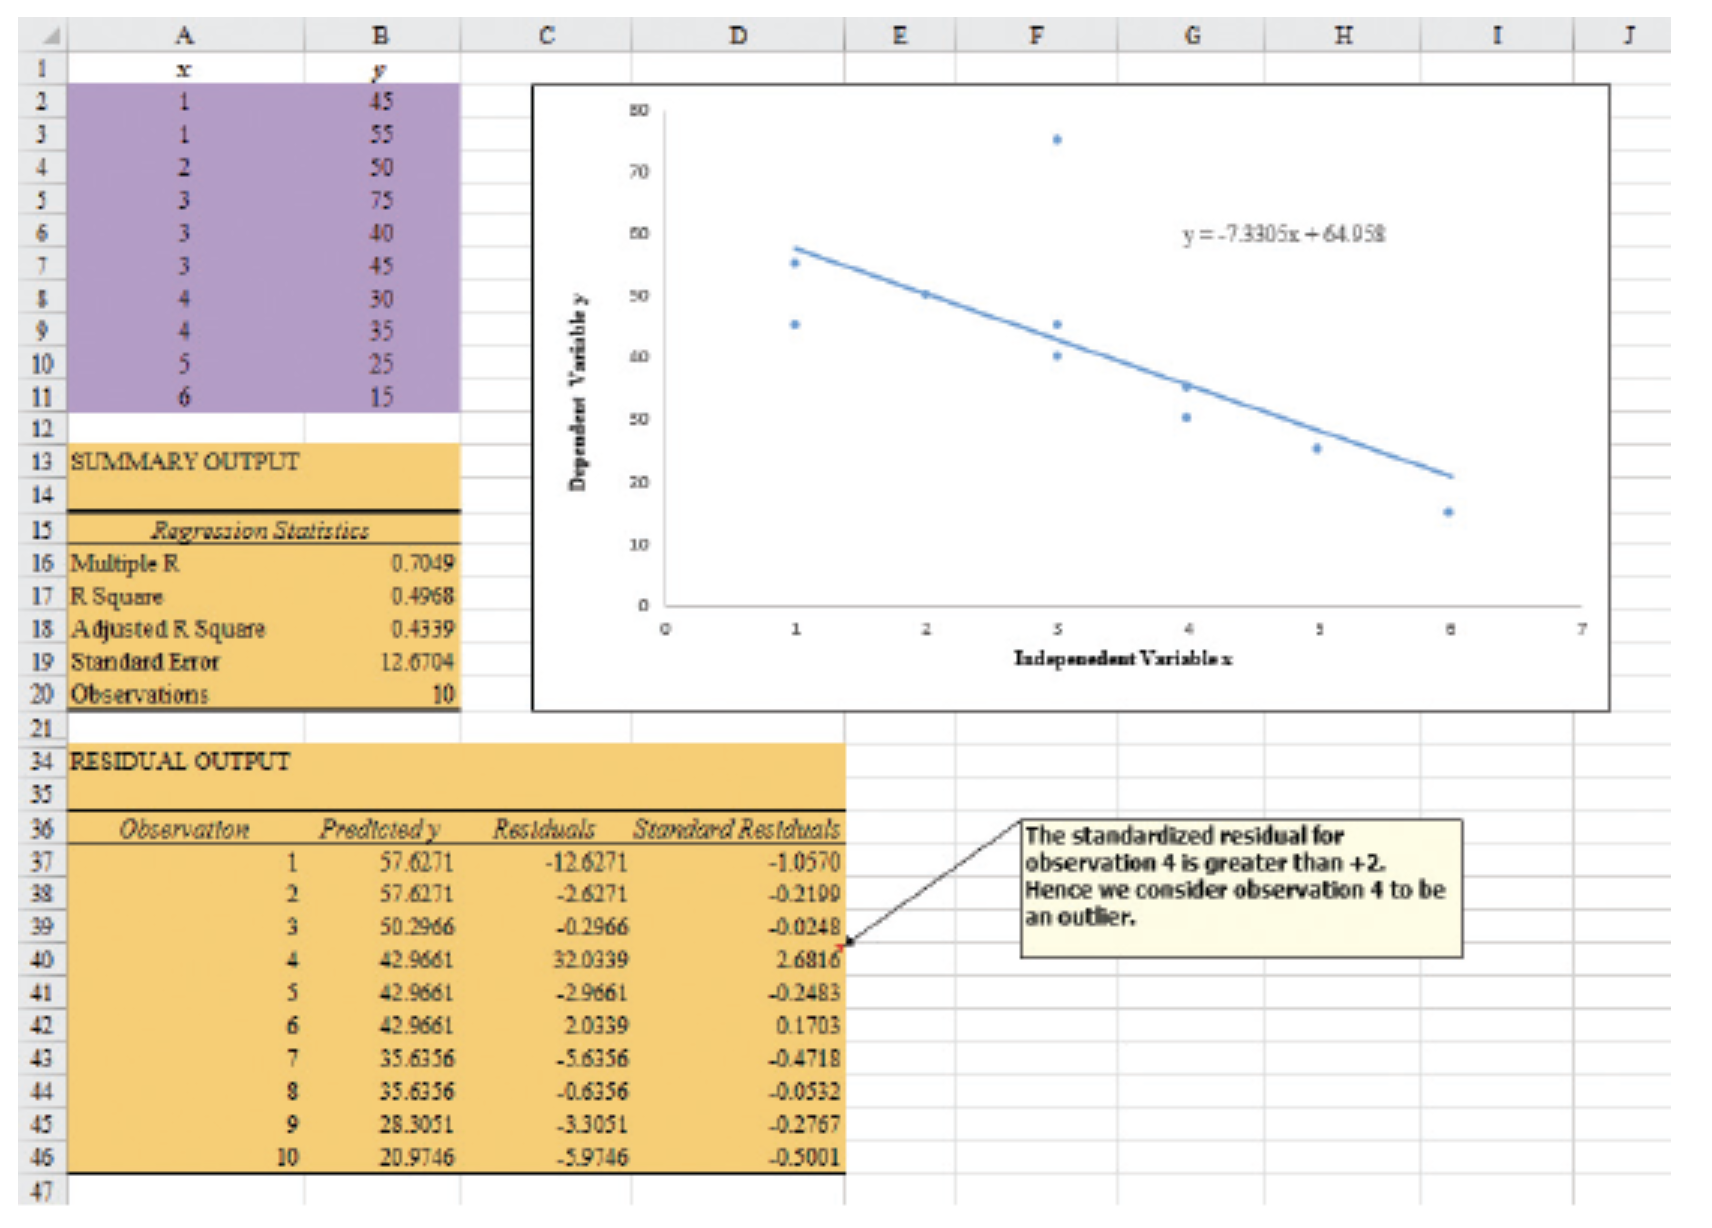 A B C D E F G H I J
1 x y
2 1 45
3 1 55
4 2 50
5 3 75
6 3 40
7 3 45
8 4 30
9 4 35
10 5 25
11 6 15
12
13 SUMMARY OUTPUT
14
15 Regression Statistics
16 Multiple R 0.7049
17 R Square 0.4968
18 Adjusted R Square 0.4339
19 Standard Error 12.6704
20 Observations 10
21
80
70
60
50
40
30
20
10
0
0 1 2 3 4 5 6 7
y = -7.3305x + 64.958
Dependent Variable y
Indepenedent Variable x
34 RESIDUAL OUTPUT
35
36 Observation Predicted y Residuals Standard Residuals
37 1 57.6271 -12.6271 -1.0570
38 2 57.6271 -2.6271 -0.2199
39 3 50.2966 -0.2966 -0.0248
40 4 42.9661 32.0339 2.6816
41 5 42.9661 -2.9661 -0.2483
42 6 42.9661 2.0339 0.1703
43 7 35.6356 -5.6356 -0.4718
44 8 35.6356 -0.6356 -0.0532
45 9 28.3051 -3.3051 -0.2767
46 10 20.9746 -5.9746 -0.5001
47
The standardized residual for
observation 4 is greater than +2.
Hence we consider observation 4 to be
an outlier.